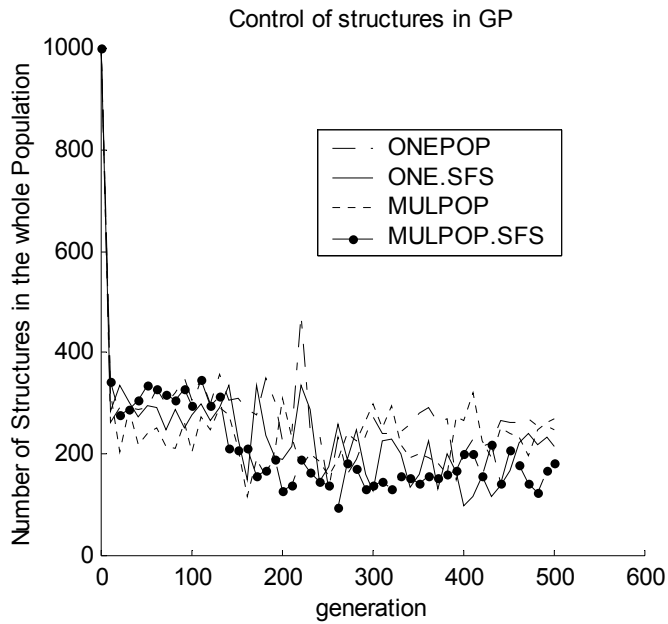 Control of structures in GP
Number of Structures in the whole Population
1000
800
600
400
200
0
ONEPOP
ONE.SFS
MULPOP
MULPOP.SFS
0 100 200 300 400 500 600
generation